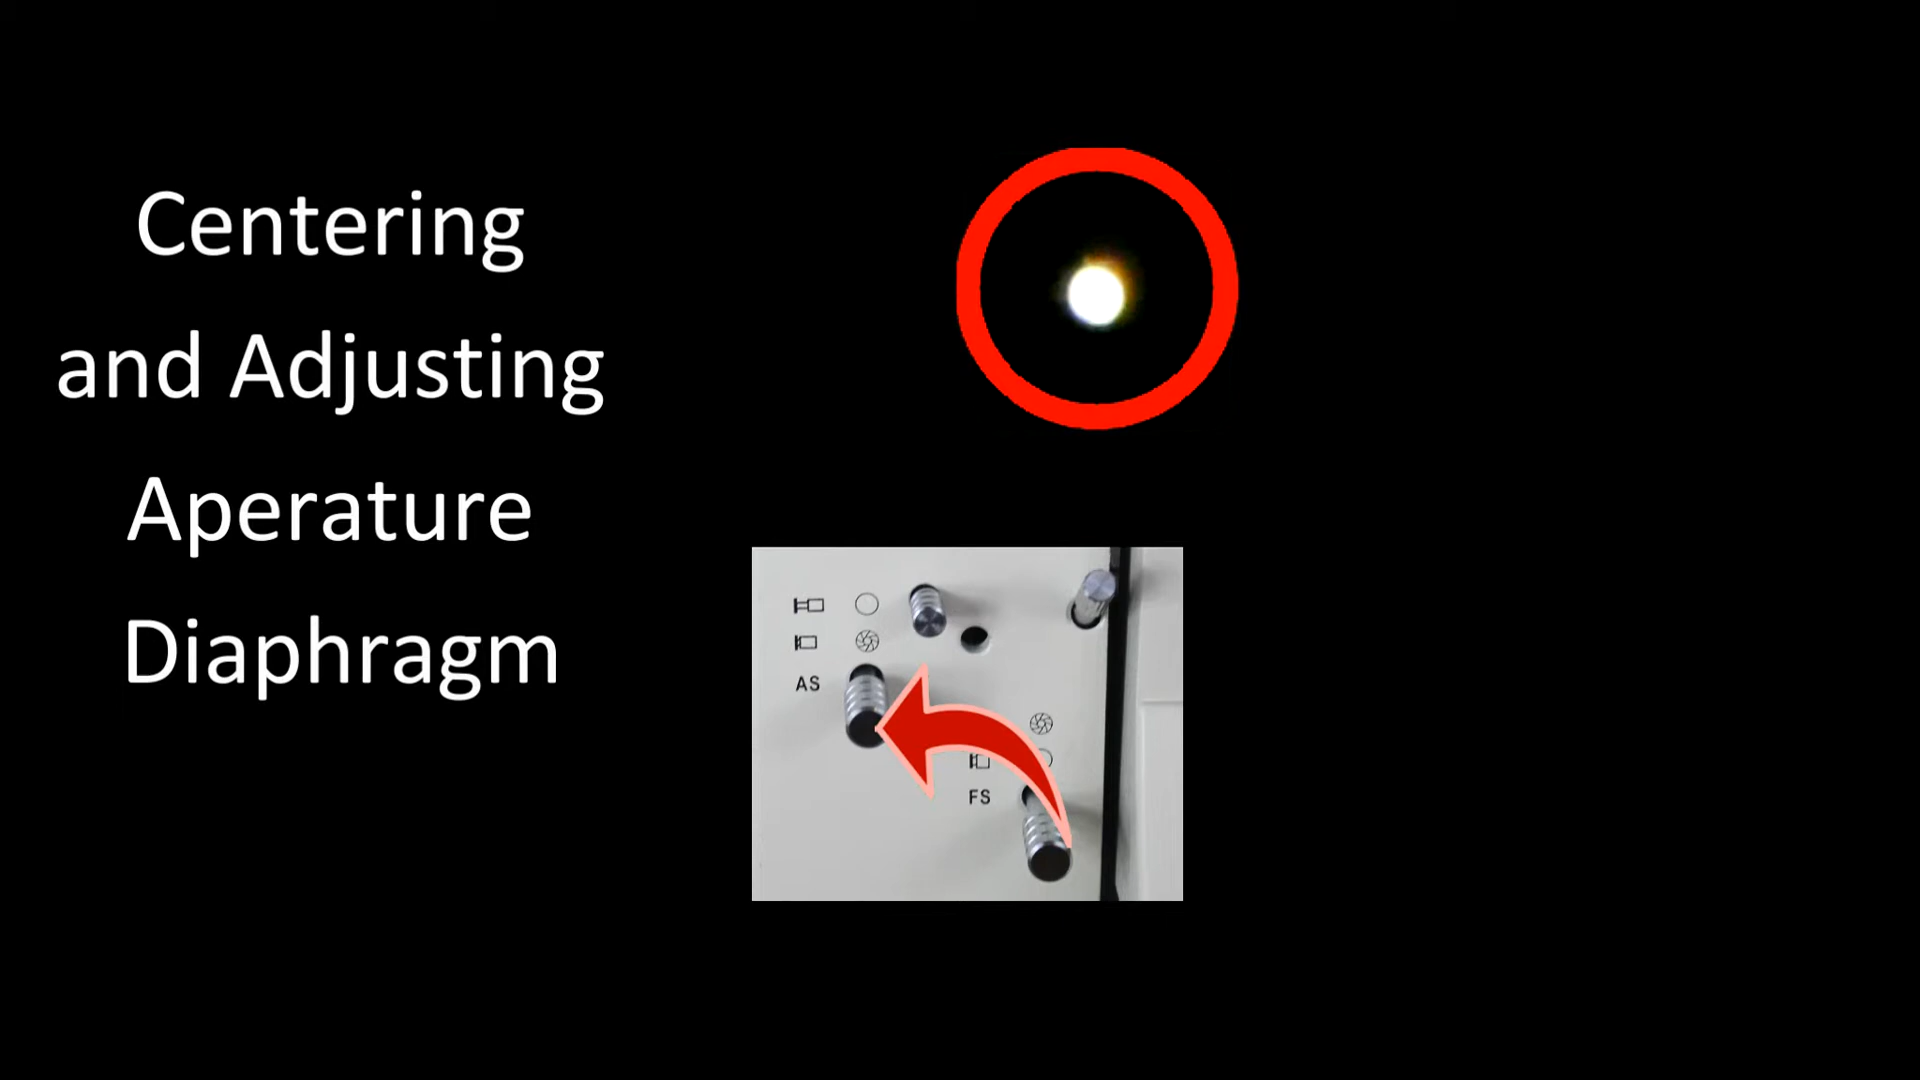 Centering
and Adjusting
Aperature
Diaphragm
AS
FS